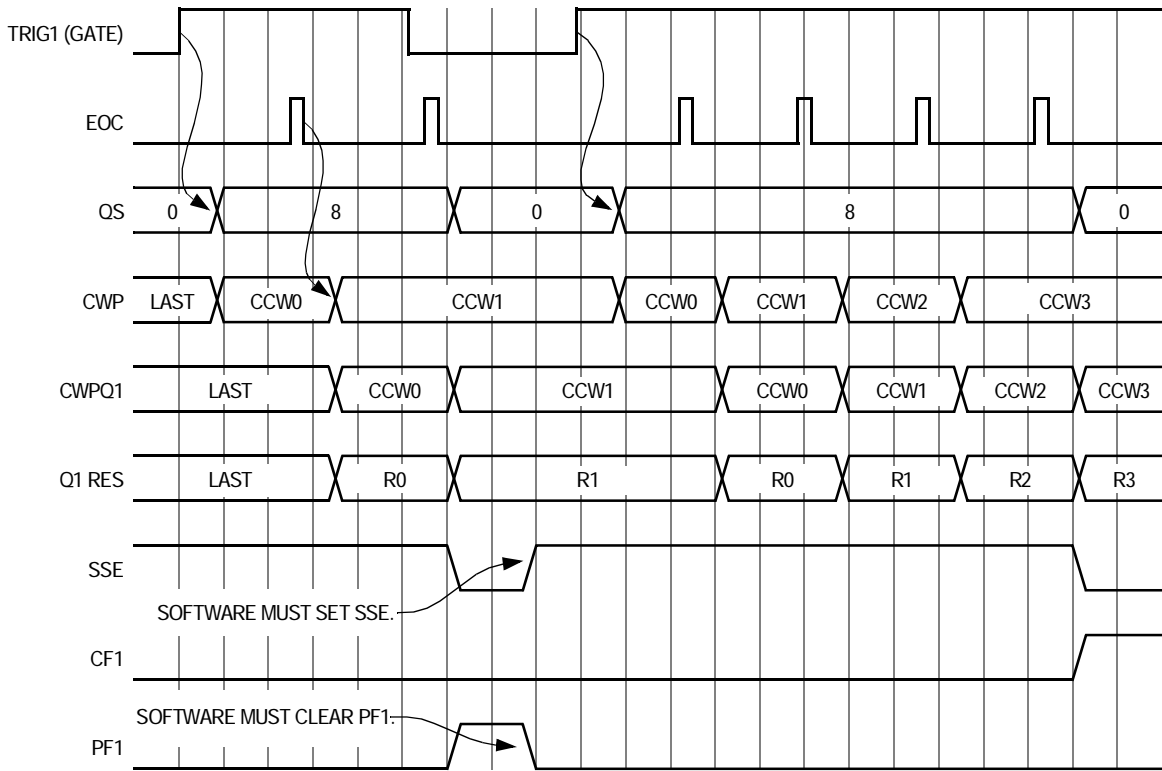 TRIG1 (GATE)
EOC
QS 0 8 0 8 0
CWP LAST CCW0 CCW1 CCW0 CCW1 CCW2 CCW3
CWPQ1 LAST CCW0 CCW1 CCW0 CCW1 CCW2 CCW3
Q1 RES LAST R0 R1 R0 R1 R2 R3
SSE
SOFTWARE MUST SET SSE.
CF1
SOFTWARE MUST CLEAR PF1.
PF1